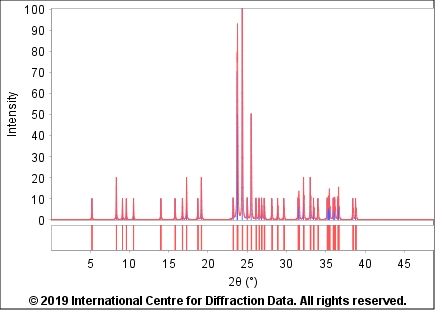 100
90
80
70
60
50
40
30
20
10
0
Intensity
5 10 15 20 25 30 35 40 45
2θ (°)
© 2019 International Centre for Diffraction Data. All rights reserved.